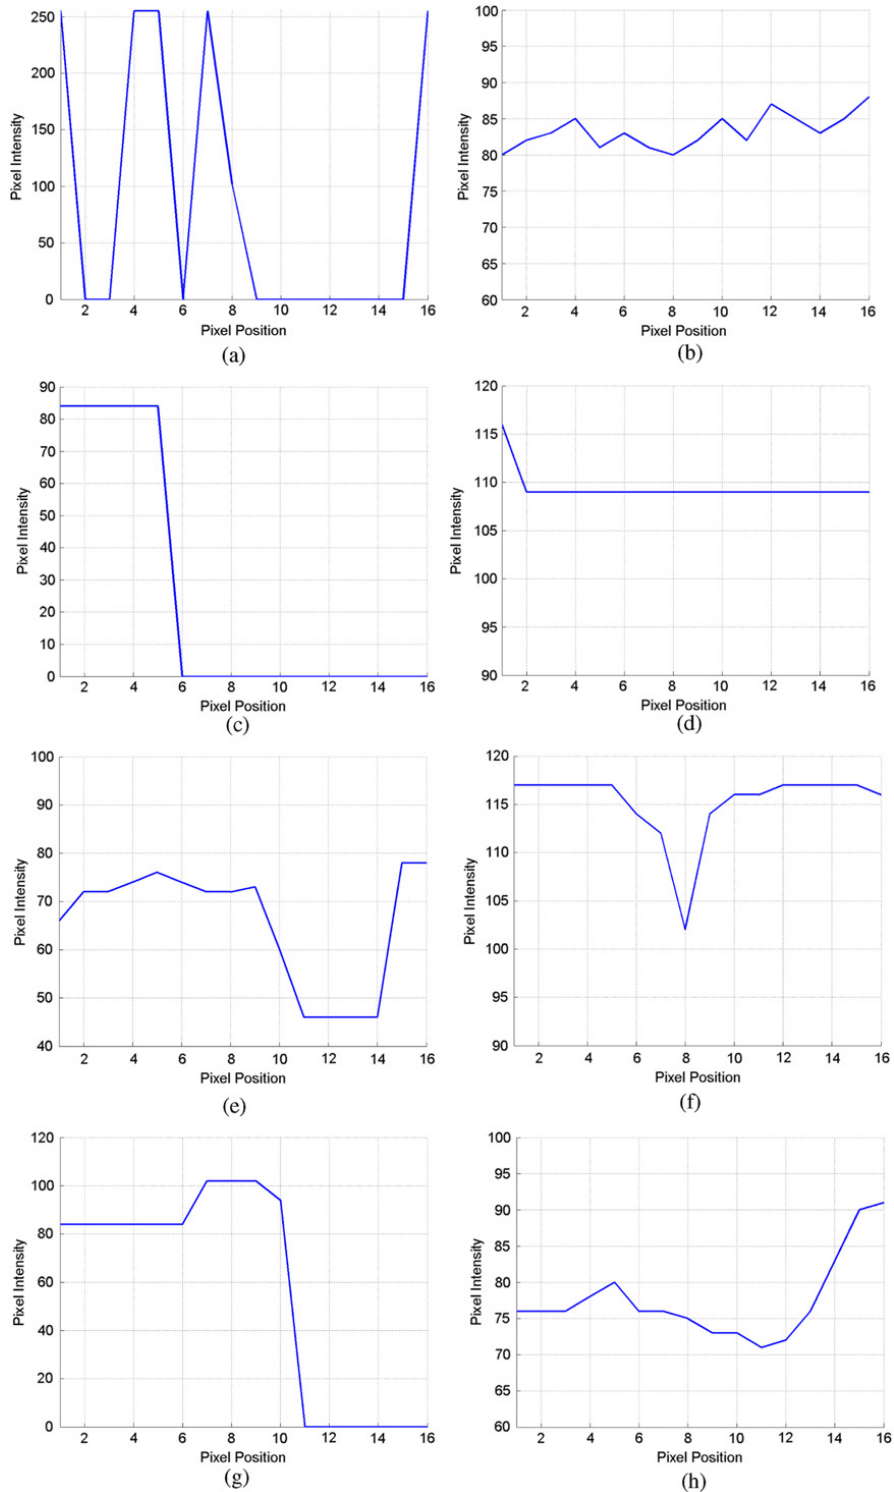 250
200
150
100
50
0
Pixel Intensity
2 4 6 8 10 12 14 16
Pixel Position
(a)
100
95
90
85
80
75
70
65
60
Pixel Intensity
2 4 6 8 10 12 14 16
Pixel Position
(b)
90
80
70
60
50
40
30
20
10
0
Pixel Intensity
2 4 6 8 10 12 14 16
Pixel Position
(c)
120
115
110
105
100
95
90
Pixel Intensity
2 4 6 8 10 12 14 16
Pixel Position
(d)
100
90
80
70
60
50
40
Pixel Intensity
2 4 6 8 10 12 14 16
Pixel Position
(e)
120
115
110
105
100
95
90
Pixel Intensity
2 4 6 8 10 12 14 16
Pixel Position
(f)
120
100
80
60
40
20
0
Pixel Intensity
2 4 6 8 10 12 14 16
Pixel Position
(g)
100
95
90
85
80
75
70
65
60
Pixel Intensity
2 4 6 8 10 12 14 16
Pixel Position
(h)